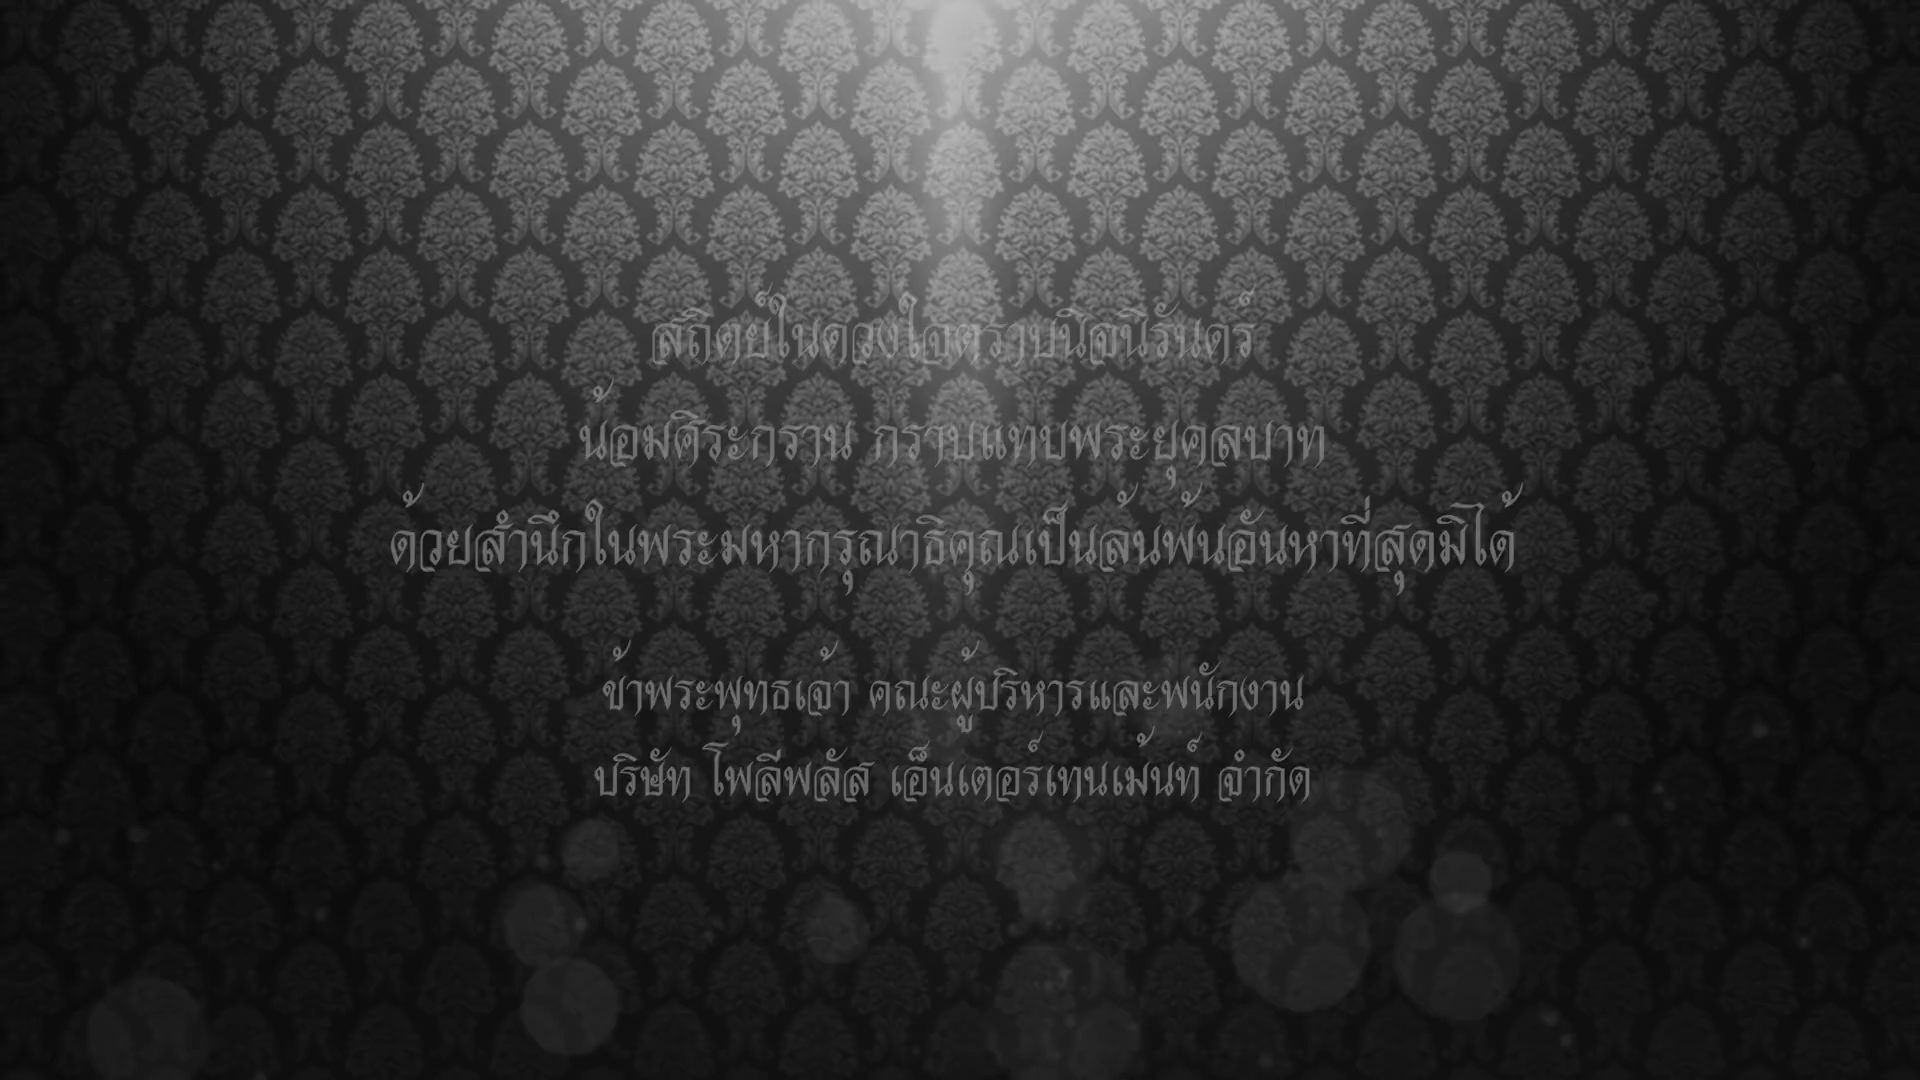 สถิตย์ในดวงใจตราบนิจนิรันดร์
น้อมศิระกราน กราบแทบพระยุคลบาท
ด้วยสำนึกในพระมหากรุณาธิคุณเป็นล้นพ้นอันหาที่สุดมิได้
ข้าพระพุทธเจ้า คณะผู้บริหารและพนักงาน
บริษัท โพลีพลัส เอ็นเตอร์เทนเม้นท์ จำกัด